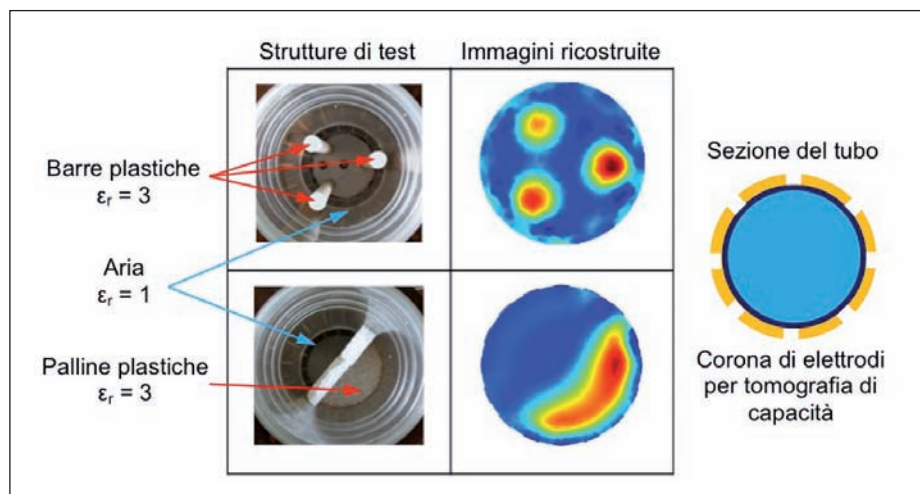 Strutture di test
Immagini ricostruite
Barre plastiche
εr = 3
Aria
εr = 1
Palline plastiche
εr = 3
Sezione del tubo
Corona di elettrodi
per tomografia di
capacità